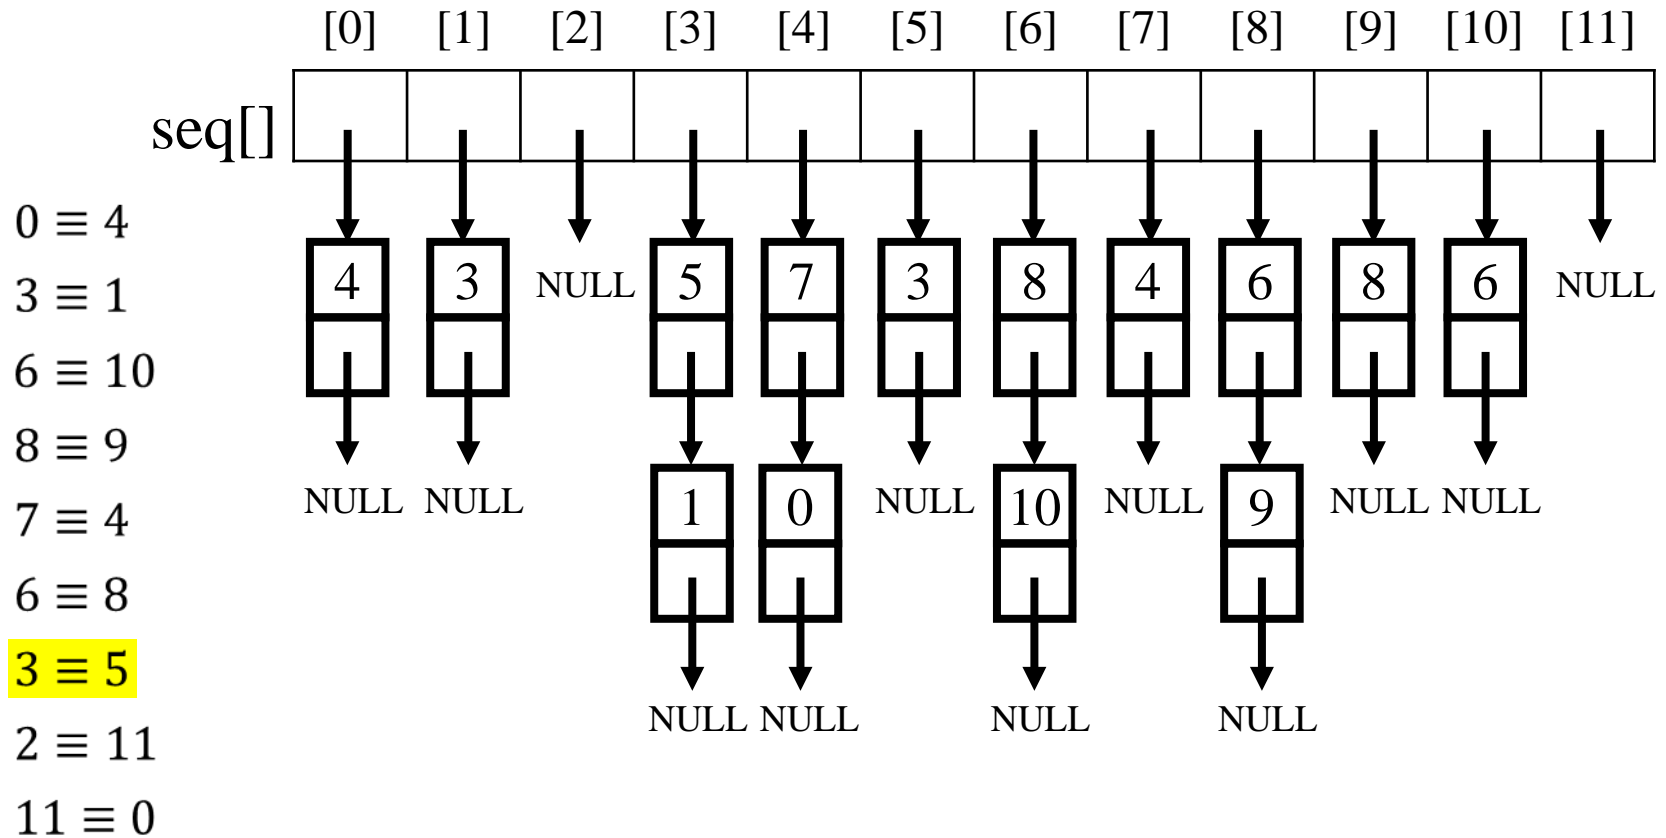 [0] [1] [2] [3] [4] [5] [6] [7] [8] [9] [10] [11]
seq[]
0 ≡ 4
3 ≡ 1
6 ≡ 10
8 ≡ 9
7 ≡ 4
6 ≡ 8
3 ≡ 5
2 ≡ 11
11 ≡ 0
4 3 NULL 5 7 3 8 4 6 8 6 NULL
NULL NULL 1 0 NULL 10 NULL 9 NULL NULL
NULL NULL NULL NULL